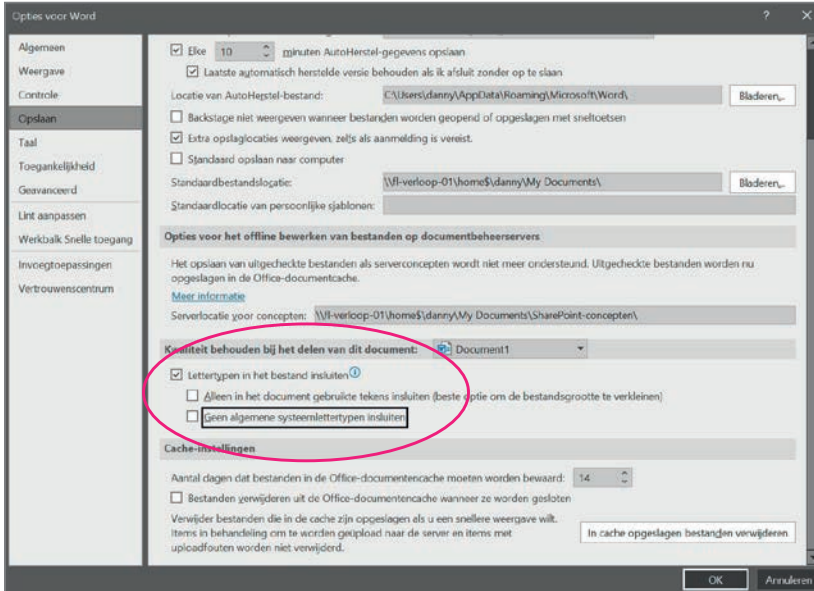 Opties voor Word
?
Algemeen
Weergave
Controle
Opslaan
Taal
Toegankelijkheid
Geavanceerd
Lint aanpassen
Werkbalk Snelle toegang
Invoegtoepassingen
Vertrouwenscentrum
Elke 10 minuten AutoHerstel-gegevens opslaan
Laatste automatisch herstelde versie behouden als ik afsluit zonder op te slaan
Locatie van AutoHerstel-bestand: C:\Users\danny\AppData\Roaming\Microsoft\Word\ Bladeren...
Backstage niet weergeven wanneer bestanden worden geopend of opgeslagen met sneltoetsen
Extra opslaglocaties weergeven, zelfs als aanmelding is vereist.
Standaard opslaan naar computer
Standaardbestandslocatie: \\fl-verloop-01\home$\danny\My Documents\ Bladeren...
Standaardlocatie van persoonlijke sjablonen:
Opties voor het offline bewerken van bestanden op documentbeheerservers
Het opslaan van uitgecheckte bestanden als serverconcepten wordt niet meer ondersteund. Uitgecheckte bestanden worden nu
opgeslagen in de Office-documentcache.
Meer informatie
Serverlocatie voor concepten: \\fl-verloop-01\home$\danny\My Documents\SharePoint-concepten\
Kwaliteit behouden bij het delen van dit document: Document1
Lettertypen in het bestand insluiten
Alleen in het document gebruikte tekens insluiten (beste optie om de bestandsgrootte te verkleinen)
Geen algemene systeemlettertypen insluiten
Cache-instellingen
Aantal dagen dat bestanden in de Office-documentencache moeten worden bewaard: 14
Bestanden verwijderen uit de Office-documentencache wanneer ze worden gesloten
Verwijder bestanden die in de cache zijn opgeslagen als u een snellere weergave wilt.
Items in behandeling om te worden geüpload naar de server en items met
uploadfouten worden niet verwijderd.
In cache opgeslagen bestanden verwijderen
OK
Annuleren